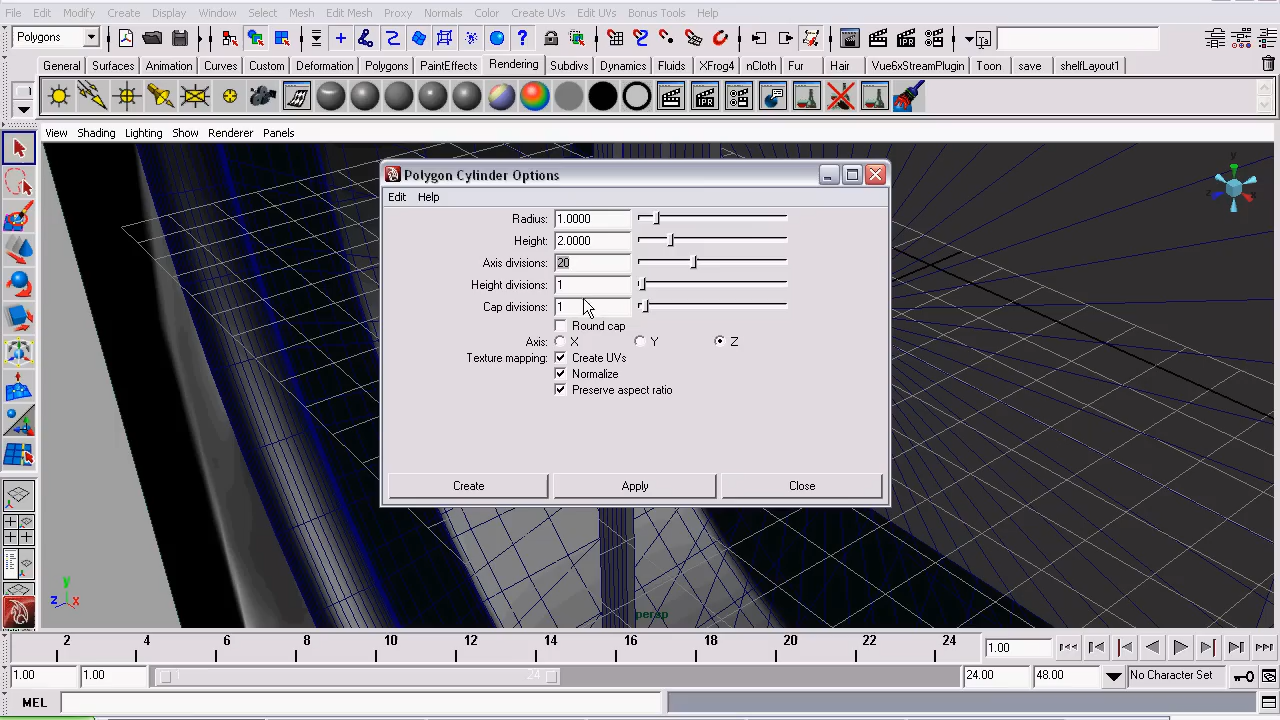 File Edit Modify Create Display Window Select Mesh Edit Mesh Proxy Normals Color Create UVs Edit UVs Bonus Tools Help
Polygons
General Surfaces Animation Curves Custom Deformation Polygons PaintEffects Rendering Subdivs Dynamics Fluids XFrog4 nCloth Fur Hair Vue6xStreamPlugin Toon save shelfLayout1
IPR
View Shading Lighting Show Renderer Panels
Polygon Cylinder Options
Edit Help
Radius: 1.0000
Height: 2.0000
Axis divisions: 20
Height divisions: 1
Cap divisions: 1
Round cap
Axis: X Y Z
Texture mapping: Create UVs
Normalize
Preserve aspect ratio
Create Apply Close
y
z x
persp
2 4 6 8 10 12 14 16 18 20 22 24
1.00
1.00 1.00 1 24 24.00 48.00 No Character Set
MEL